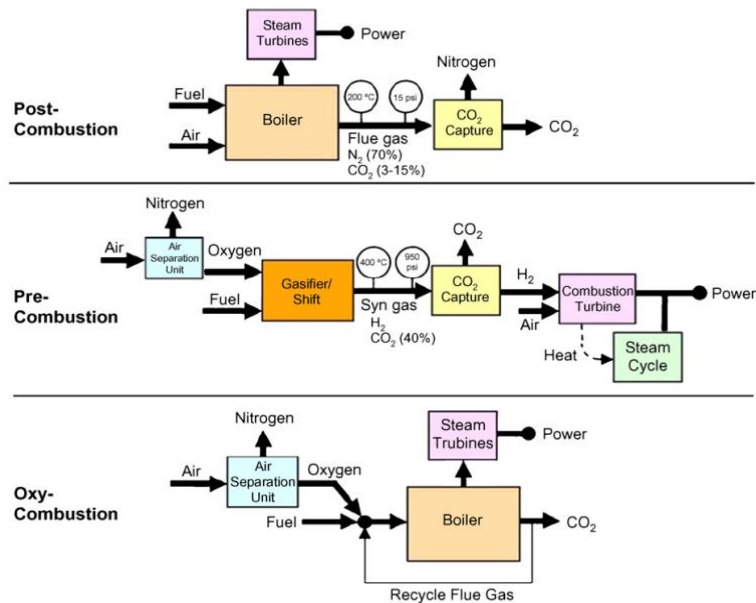 Steam
Turbines
Power
Nitrogen
Post-
Combustion
Fuel
Air
Boiler
200 ºC
15 psi
Flue gas
N₂ (70%)
CO₂ (3-15%)
CO₂
Capture
CO₂
Nitrogen
Air
Air
Separation
Unit
Oxygen
Pre-
Combustion
Fuel
Gasifier/
Shift
400 ºC
950
psi
Syn gas
H₂
CO₂ (40%)
CO₂
CO₂
Capture
H₂
Air
Combustion
Turbine
Power
Heat
Steam
Cycle
Oxy-
Combustion
Nitrogen
Air
Air
Separation
Unit
Oxygen
Fuel
Steam
Trubines
Power
Boiler
CO₂
Recycle Flue Gas